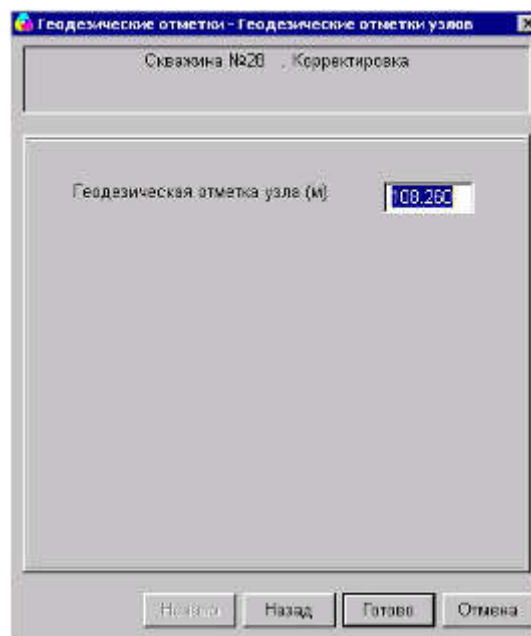 Геодезические отметки - Геодезические отметки узлов
Скважина №28 . Корректировка
Геодезическая отметка узла (м) 108.260
Назад Готово Отмена